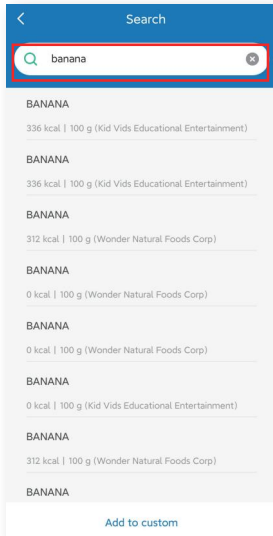 Search
banana
BANANA
336 kcal | 100 g (Kid Vids Educational Entertainment)
BANANA
336 kcal | 100 g (Kid Vids Educational Entertainment)
BANANA
312 kcal | 100 g (Wonder Natural Foods Corp)
BANANA
0 kcal | 100 g (Wonder Natural Foods Corp)
BANANA
0 kcal | 100 g (Wonder Natural Foods Corp)
BANANA
0 kcal | 100 g (Kid Vids Educational Entertainment)
BANANA
312 kcal | 100 g (Wonder Natural Foods Corp)
BANANA
Add to custom